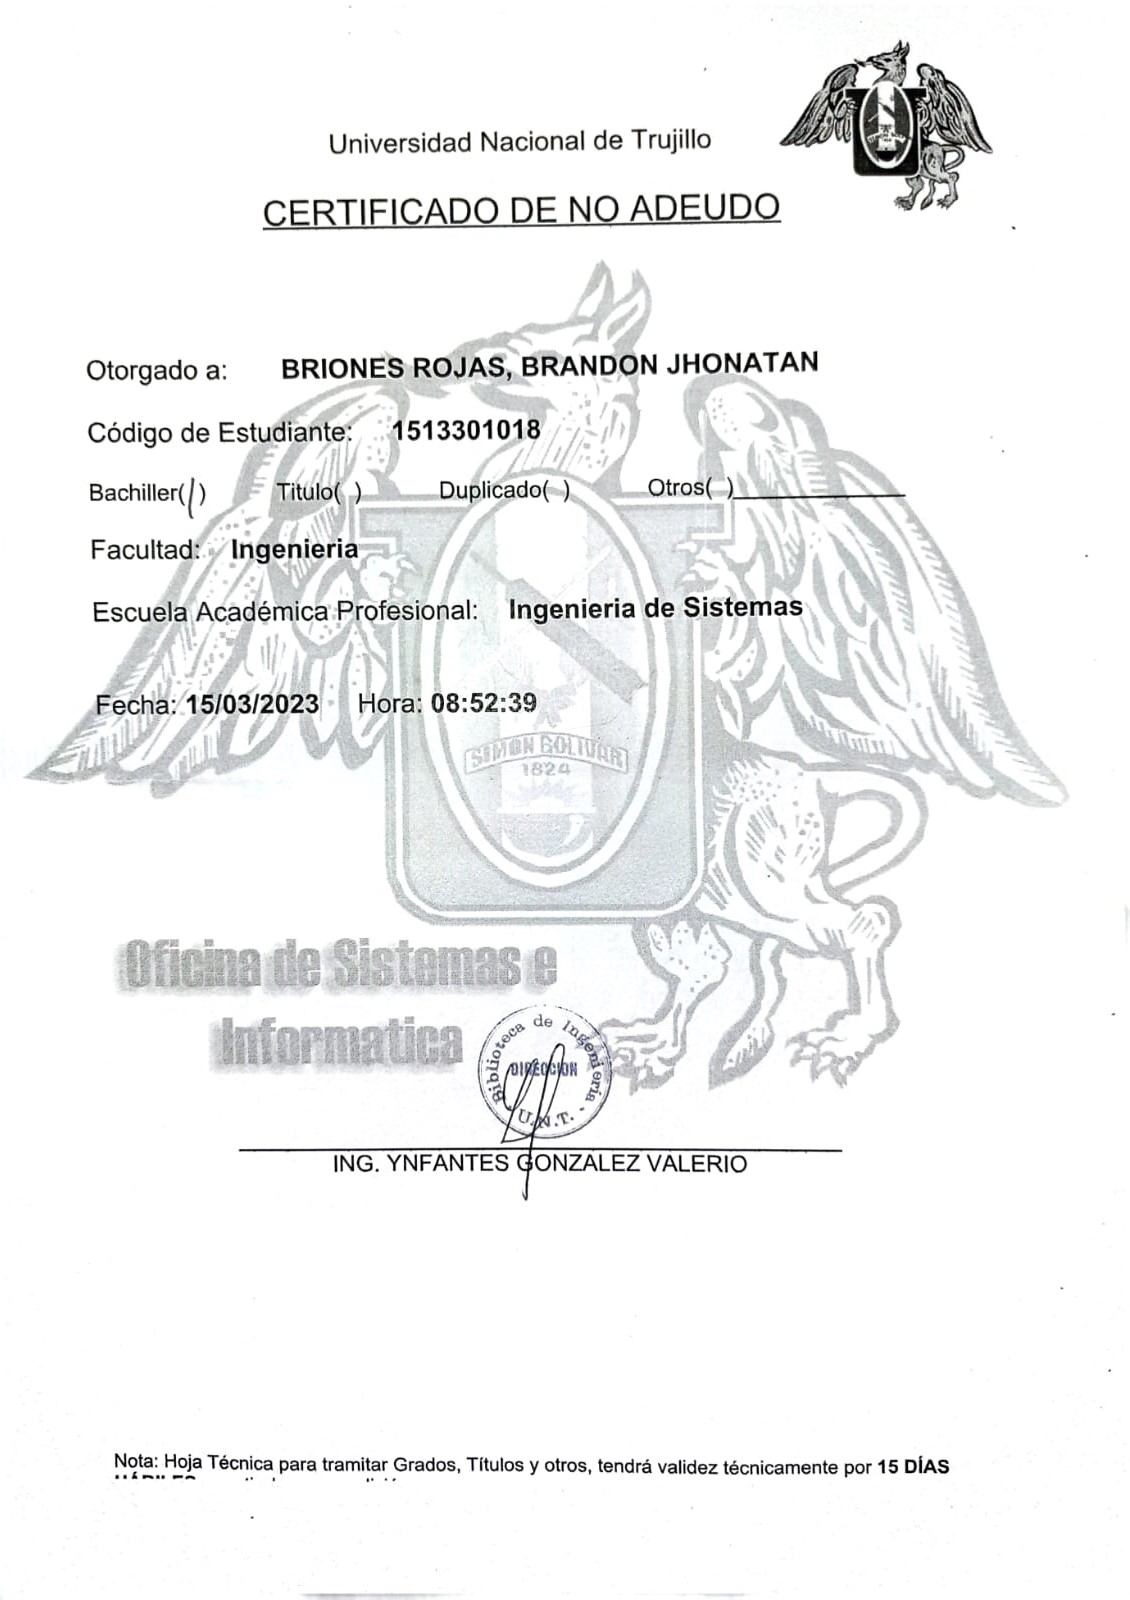 Universidad Nacional de Trujillo
CERTIFICADO DE NO ADEUDO
Otorgado a: BRIONES ROJAS, BRANDON JHONATAN
Código de Estudiante: 1513301018
Bachiller(/) Titulo( ) Duplicado( ) Otros( )_____________
Facultad: Ingenieria
Escuela Académica Profesional: Ingenieria de Sistemas
Fecha: 15/03/2023 Hora: 08:52:39
SIMON BOLIVAR
1824
Oficina de Sistemas e
Informatica
Biblioteca de Ingenieria
DIRECCION
U.N.T.
ING. YNFANTES GONZALEZ VALERIO
Nota: Hoja Técnica para tramitar Grados, Títulos y otros, tendrá validez técnicamente por 15 DÍAS